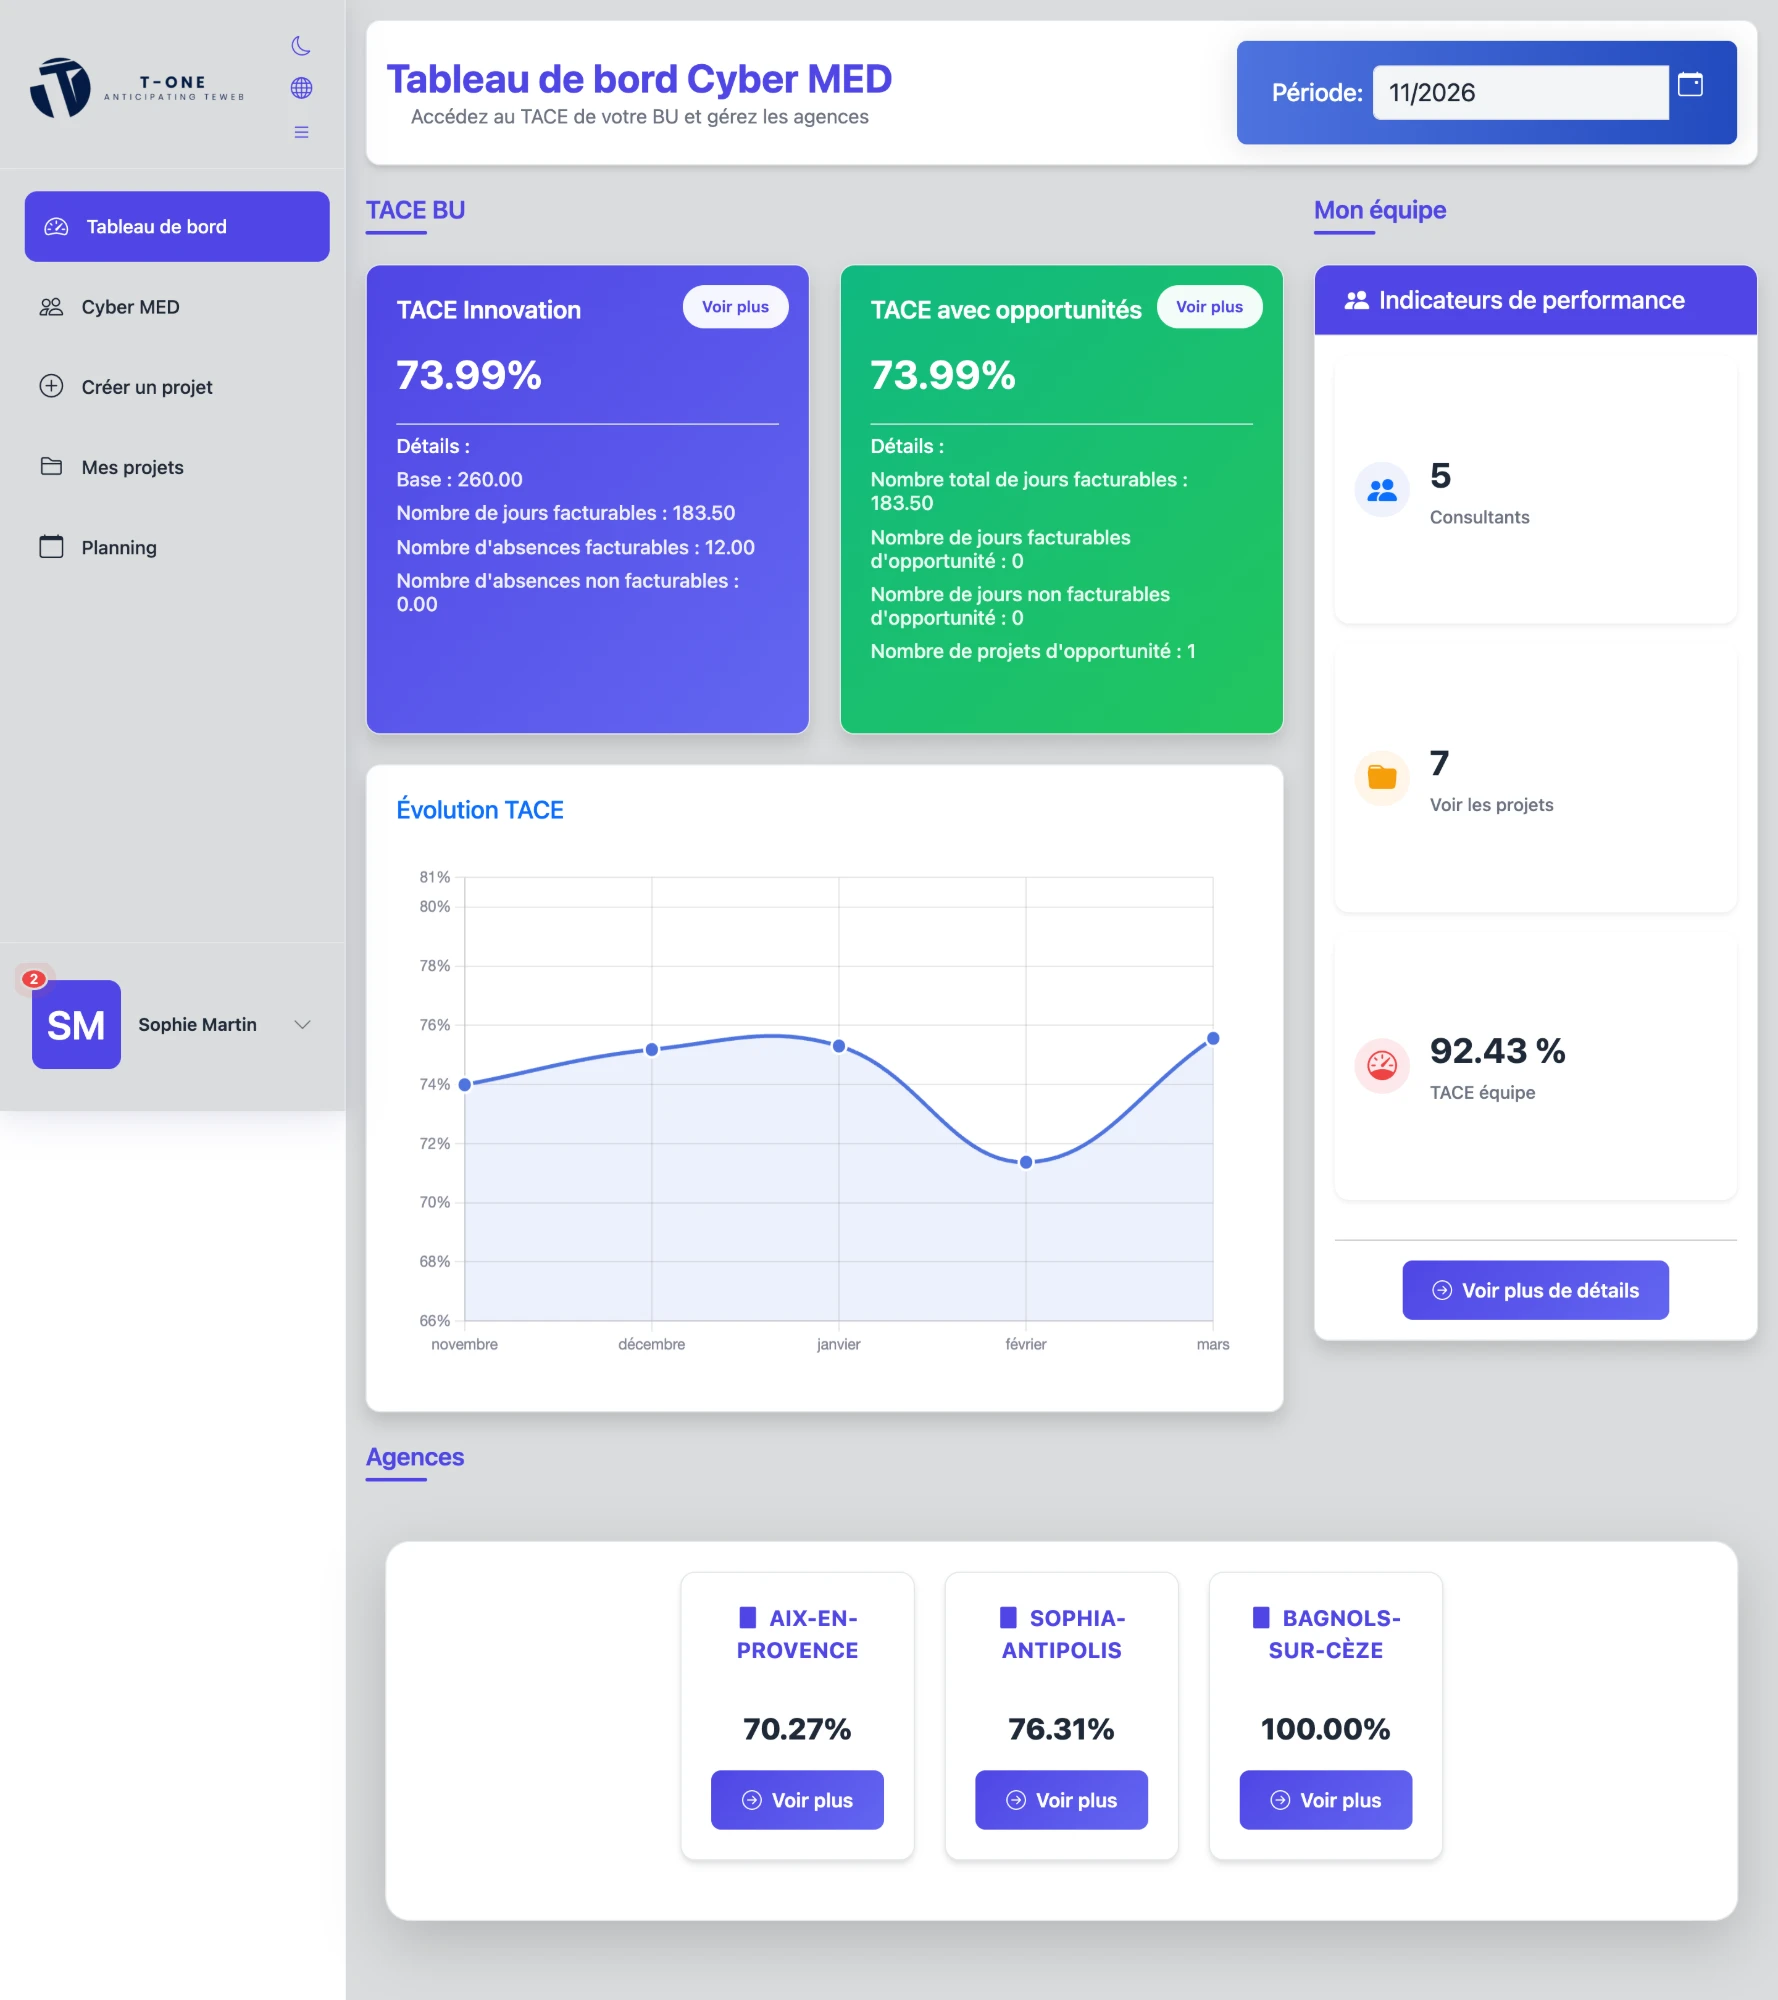 T-ONE
ANTICIPATING TEWEB
Tableau de bord
Cyber MED
Créer un projet
Mes projets
Planning
2
SM
Sophie Martin
Tableau de bord Cyber MED
Accédez au TACE de votre BU et gérez les agences
Période:
11/2026
TACE BU
TACE Innovation
Voir plus
73.99%
Détails :
Base : 260.00
Nombre de jours facturables : 183.50
Nombre d'absences facturables : 12.00
Nombre d'absences non facturables :
0.00
TACE avec opportunités
Voir plus
73.99%
Détails :
Nombre total de jours facturables :
183.50
Nombre de jours facturables
d'opportunité : 0
Nombre de jours non facturables
d'opportunité : 0
Nombre de projets d'opportunité : 1
Mon équipe
Indicateurs de performance
5
Consultants
7
Voir les projets
92.43 %
TACE équipe
Voir plus de détails
Évolution TACE
81%
80%
78%
76%
74%
72%
70%
68%
66%
novembre
décembre
janvier
février
mars
Agences
AIX-EN-
PROVENCE
70.27%
Voir plus
SOPHIA-
ANTIPOLIS
76.31%
Voir plus
BAGNOLS-
SUR-CÈZE
100.00%
Voir plus